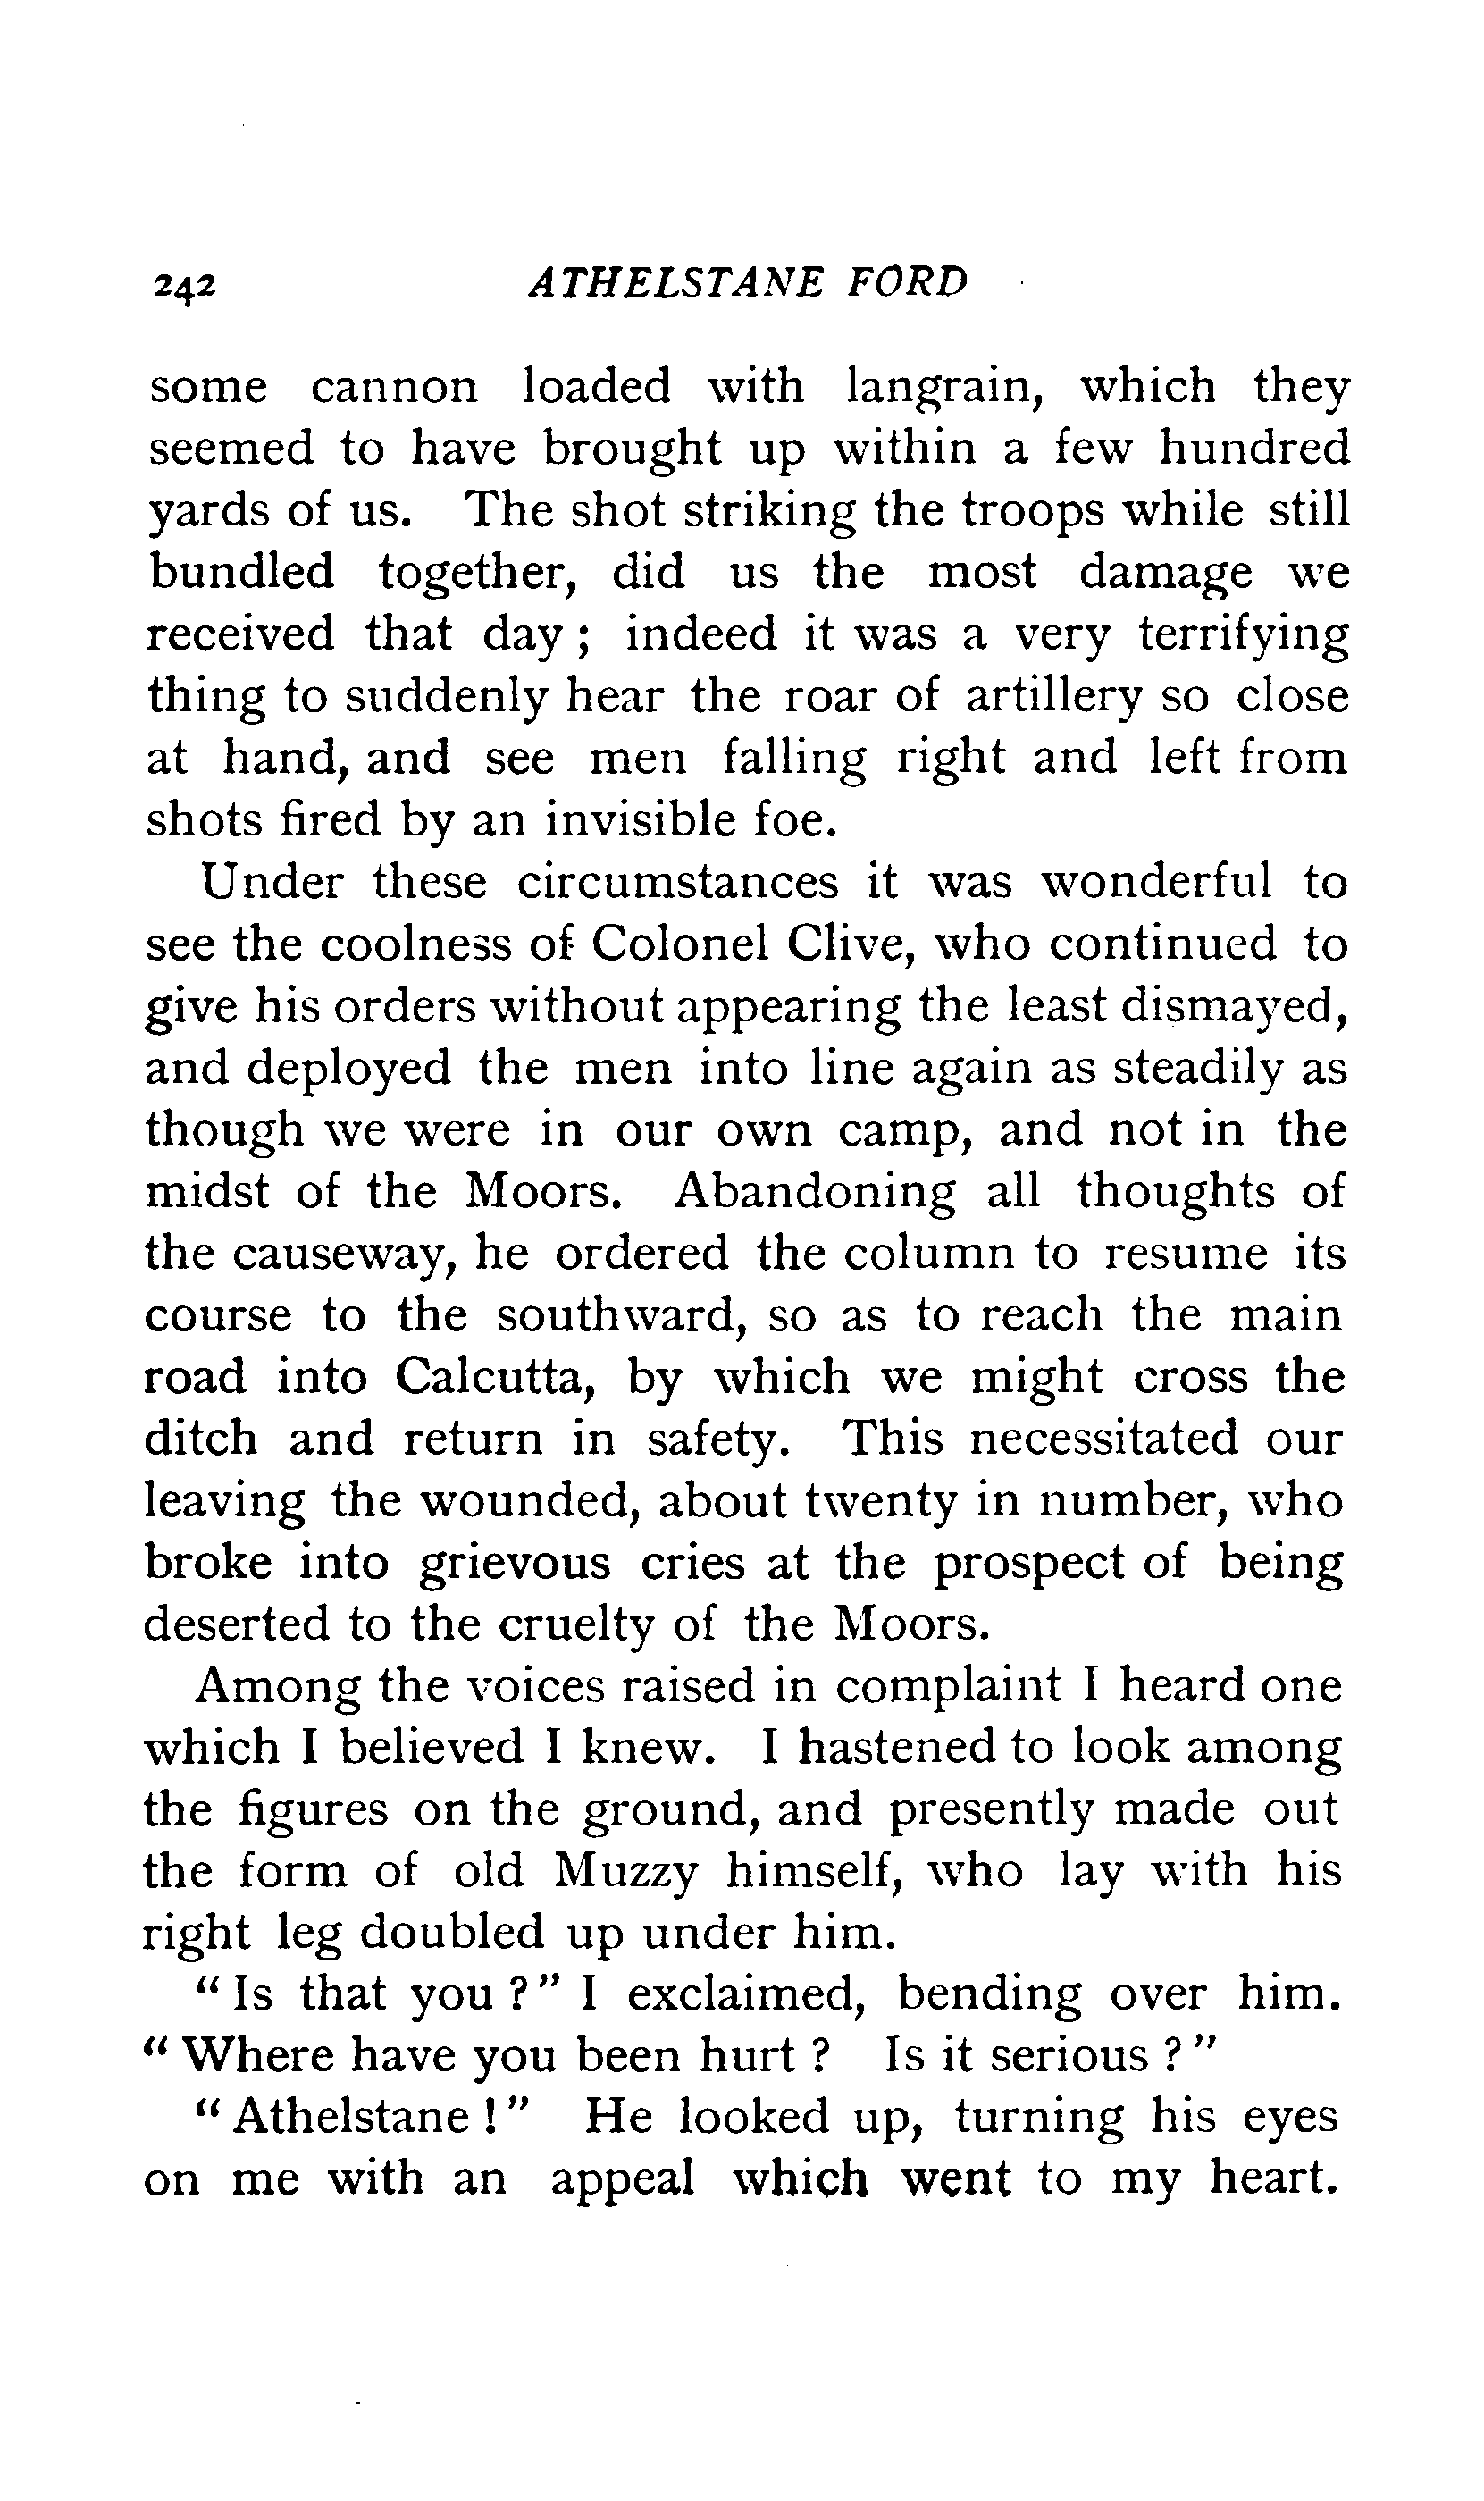 242 ATHELSTANE FORD
some cannon loaded with langrain, which they
seemed to have brought up within a few hundred
yards of us. The shot striking the troops while still
bundled together, did us the most damage we
received that day ; indeed it was a very terrifying
thing to suddenly hear the roar of artillery so close
at hand, and see men falling right and left from
shots fired by an invisible foe.
Under these circumstances it was wonderful to
see the coolness of Colonel Clive, who continued to
give his orders without appearing the least dismayed,
and deployed the men into line again as steadily as
though we were in our own camp, and not in the
midst of the Moors. Abandoning all thoughts of
the causeway, he ordered the column to resume its
course to the southward, so as to reach the main
road into Calcutta, by which we might cross the
ditch and return in safety. This necessitated our
leaving the wounded, about twenty in number, who
broke into grievous cries at the prospect of being
deserted to the cruelty of the Moors.
Among the voices raised in complaint I heard one
which I believed I knew. I hastened to look among
the figures on the ground, and presently made out
the form of old Muzzy himself, who lay with his
right leg doubled up under him.
“ Is that you ? ” I exclaimed, bending over him.
“ Where have you been hurt ? Is it serious ? ”
“ Athelstane ! ” He looked up, turning his eyes
on me with an appeal which went to my heart.